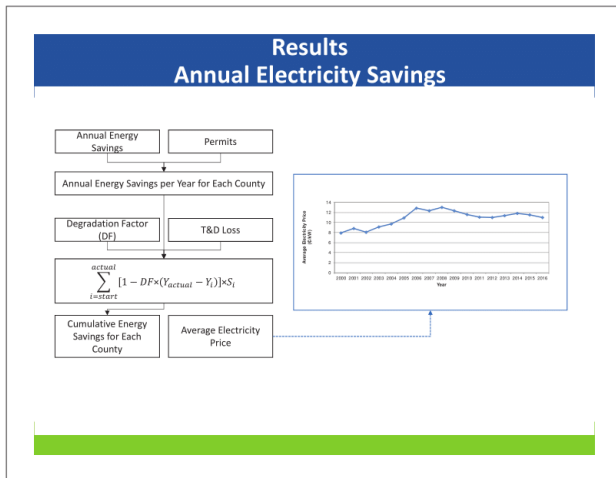 Results
Annual Electricity Savings
Annual Energy
Savings
Permits
Annual Energy Savings per Year for Each County
Degradation Factor
(DF)
T&D Loss
actual
∑ [1 − DF×(Y_actual − Y_i)]×S_i
i=start
Cumulative Energy
Savings for Each
County
Average Electricity
Price
Average Electricity Price
14
12
10
8
6
4
2
0
2000 2001 2002 2003 2004 2005 2006 2007 2008 2009 2010 2011 2012 2013 2014 2015 2016
Year